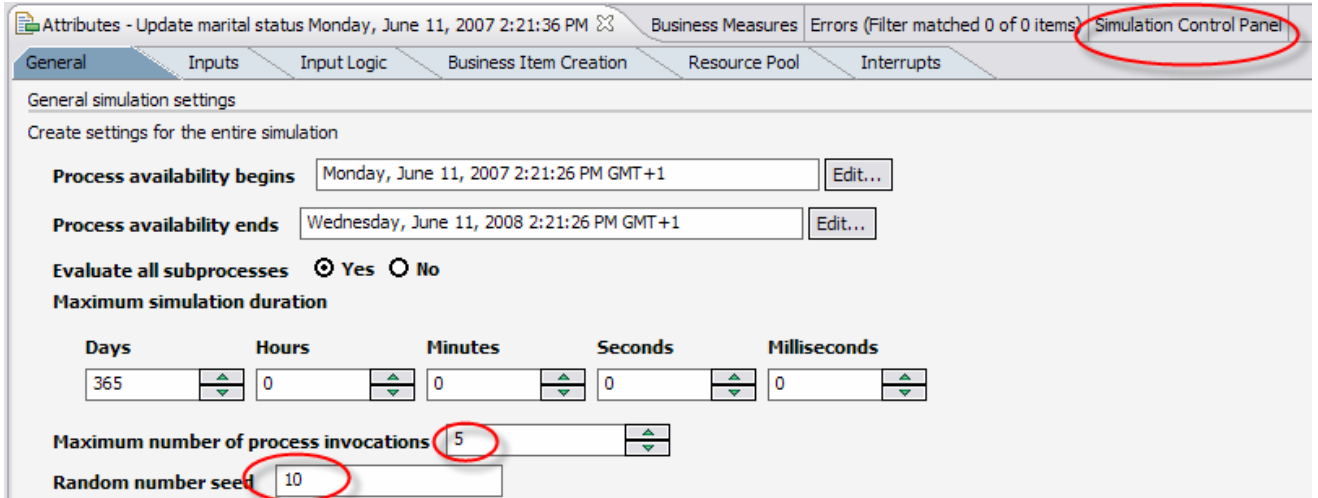 Attributes - Update marital status Monday, June 11, 2007 2:21:36 PM Business Measures Errors (Filter matched 0 of 0 items) Simulation Control Panel
General Inputs Input Logic Business Item Creation Resource Pool Interrupts
General simulation settings
Create settings for the entire simulation
Process availability begins Monday, June 11, 2007 2:21:26 PM GMT+1 Edit...
Process availability ends Wednesday, June 11, 2008 2:21:26 PM GMT+1 Edit...
Evaluate all subprocesses Yes No
Maximum simulation duration
Days Hours Minutes Seconds Milliseconds
365 0 0 0 0
Maximum number of process invocations 5
Random number seed 10